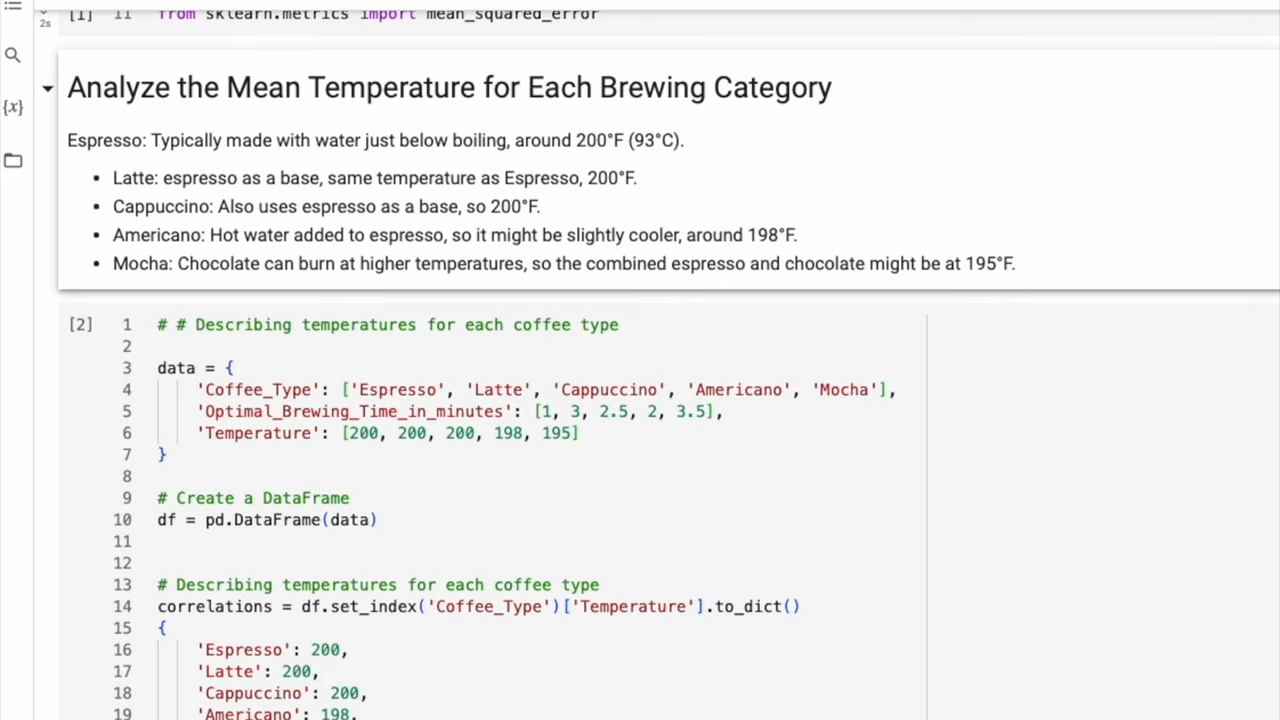 [1] 11 from sklearn.metrics import mean_squared_error
2s
Analyze the Mean Temperature for Each Brewing Category
{x}
Espresso: Typically made with water just below boiling, around 200°F (93°C).
• Latte: espresso as a base, same temperature as Espresso, 200°F.
• Cappuccino: Also uses espresso as a base, so 200°F.
• Americano: Hot water added to espresso, so it might be slightly cooler, around 198°F.
• Mocha: Chocolate can burn at higher temperatures, so the combined espresso and chocolate might be at 195°F.
[2] 1 # # Describing temperatures for each coffee type
2
3 data = {
4 'Coffee_Type': ['Espresso', 'Latte', 'Cappuccino', 'Americano', 'Mocha'],
5 'Optimal_Brewing_Time_in_minutes': [1, 3, 2.5, 2, 3.5],
6 'Temperature': [200, 200, 200, 198, 195]
7 }
8
9 # Create a DataFrame
10 df = pd.DataFrame(data)
11
12
13 # Describing temperatures for each coffee type
14 correlations = df.set_index('Coffee_Type')['Temperature'].to_dict()
15 {
16 'Espresso': 200,
17 'Latte': 200,
18 'Cappuccino': 200,
19 'Americano': 198,